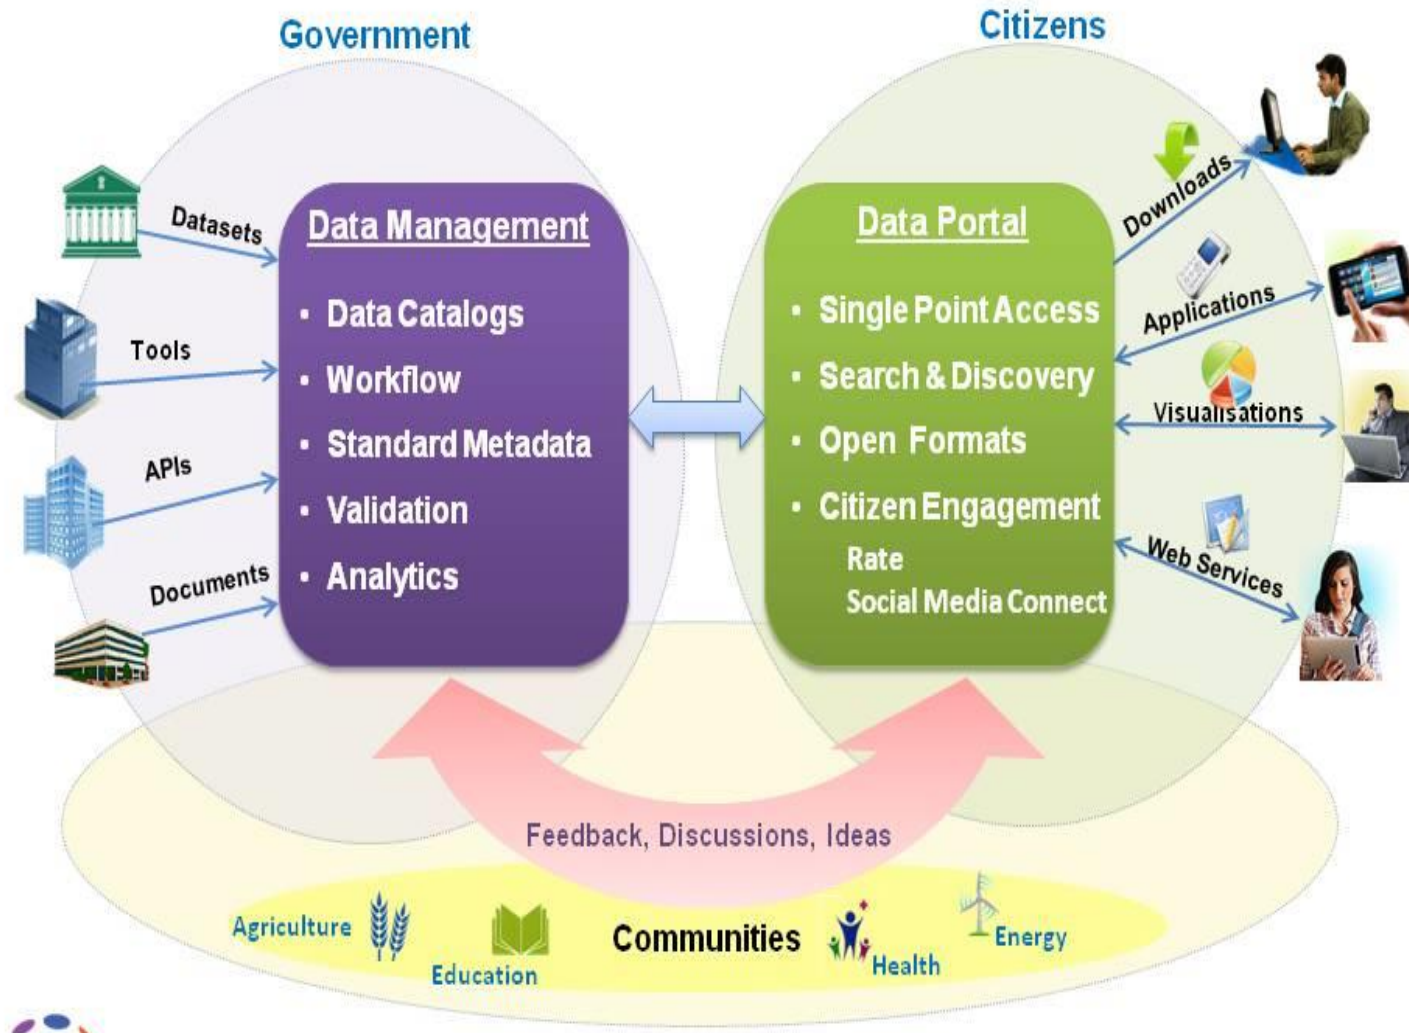 Government
Citizens
Datasets
Tools
APIs
Documents
Data Management
• Data Catalogs
• Workflow
• Standard Metadata
• Validation
• Analytics
Data Portal
• Single Point Access
• Search & Discovery
• Open Formats
• Citizen Engagement
Rate
Social Media Connect
Downloads
Applications
Visualisations
Web Services
Feedback, Discussions, Ideas
Agriculture
Education
Communities
Health
Energy